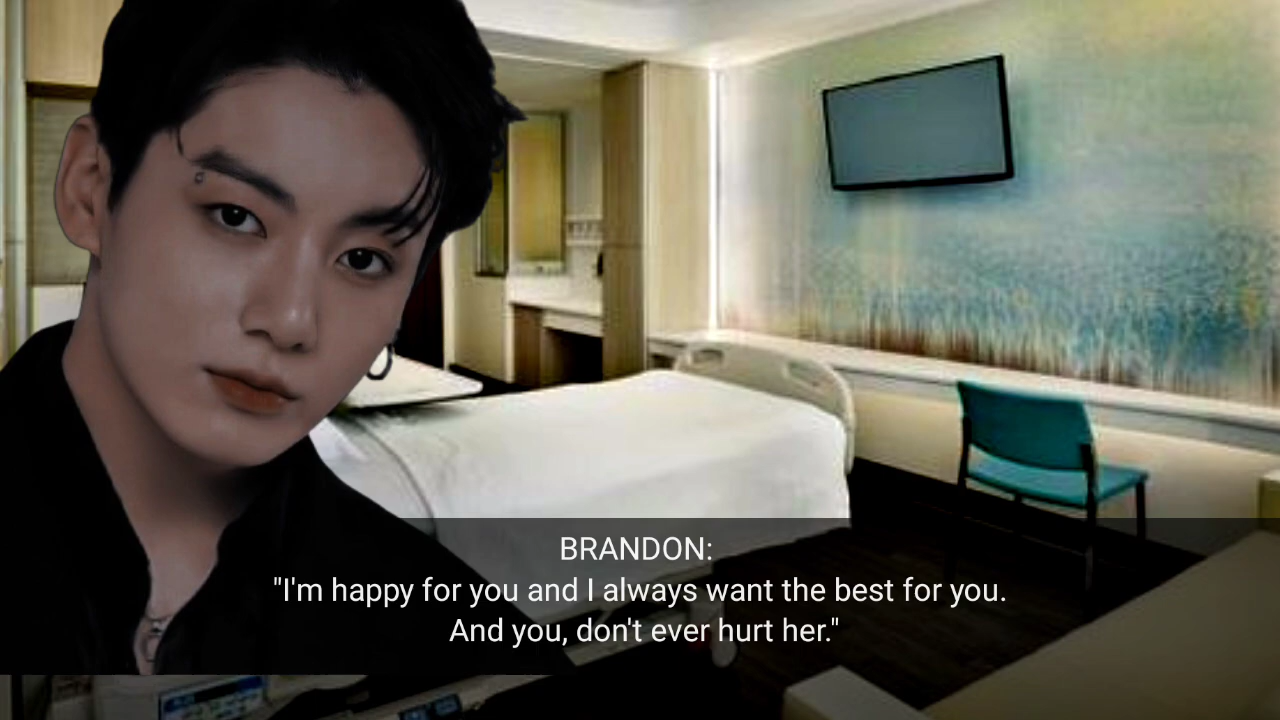 BRANDON:
"I'm happy for you and I always want the best for you.
And you, don't ever hurt her."